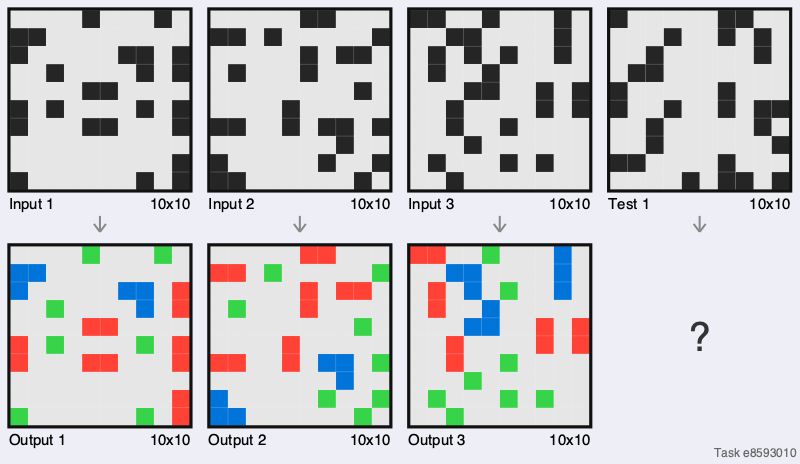 Input 1 10x10 Input 2 10x10 Input 3 10x10 Test 1 10x10
?
Output 1 10x10 Output 2 10x10 Output 3 10x10
Task e8593010